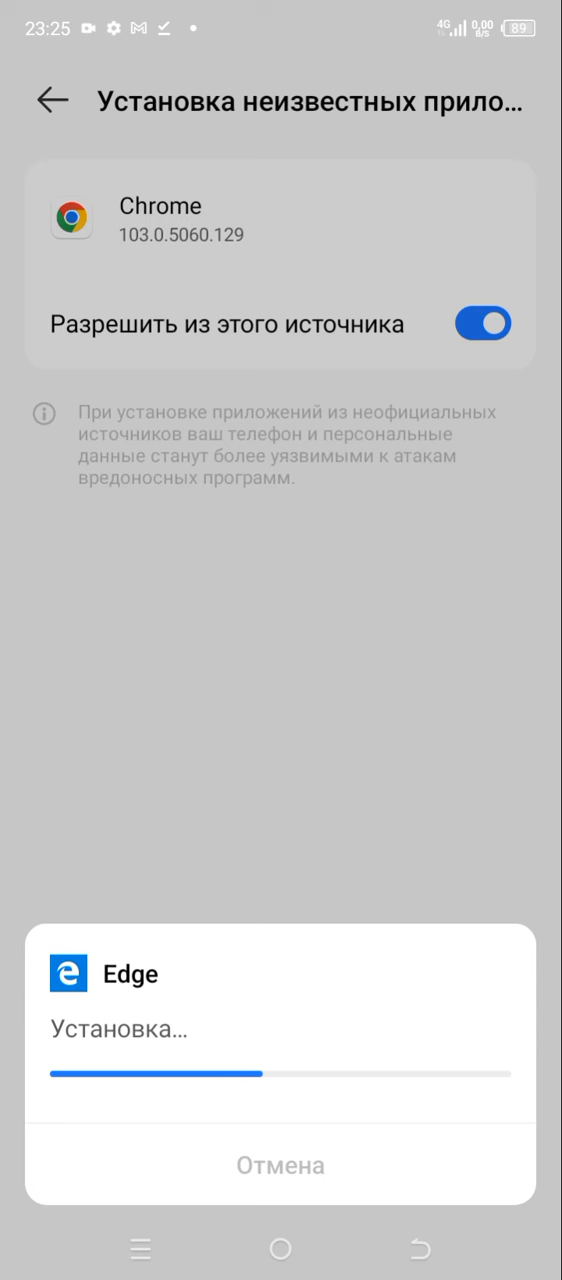 23:25 4G 0,00 B/S 89
Установка неизвестных прило...
Chrome
103.0.5060.129
Разрешить из этого источника
При установке приложений из неофициальных
источников ваш телефон и персональные
данные станут более уязвимыми к атакам
вредоносных программ.
Edge
Установка...
Отмена